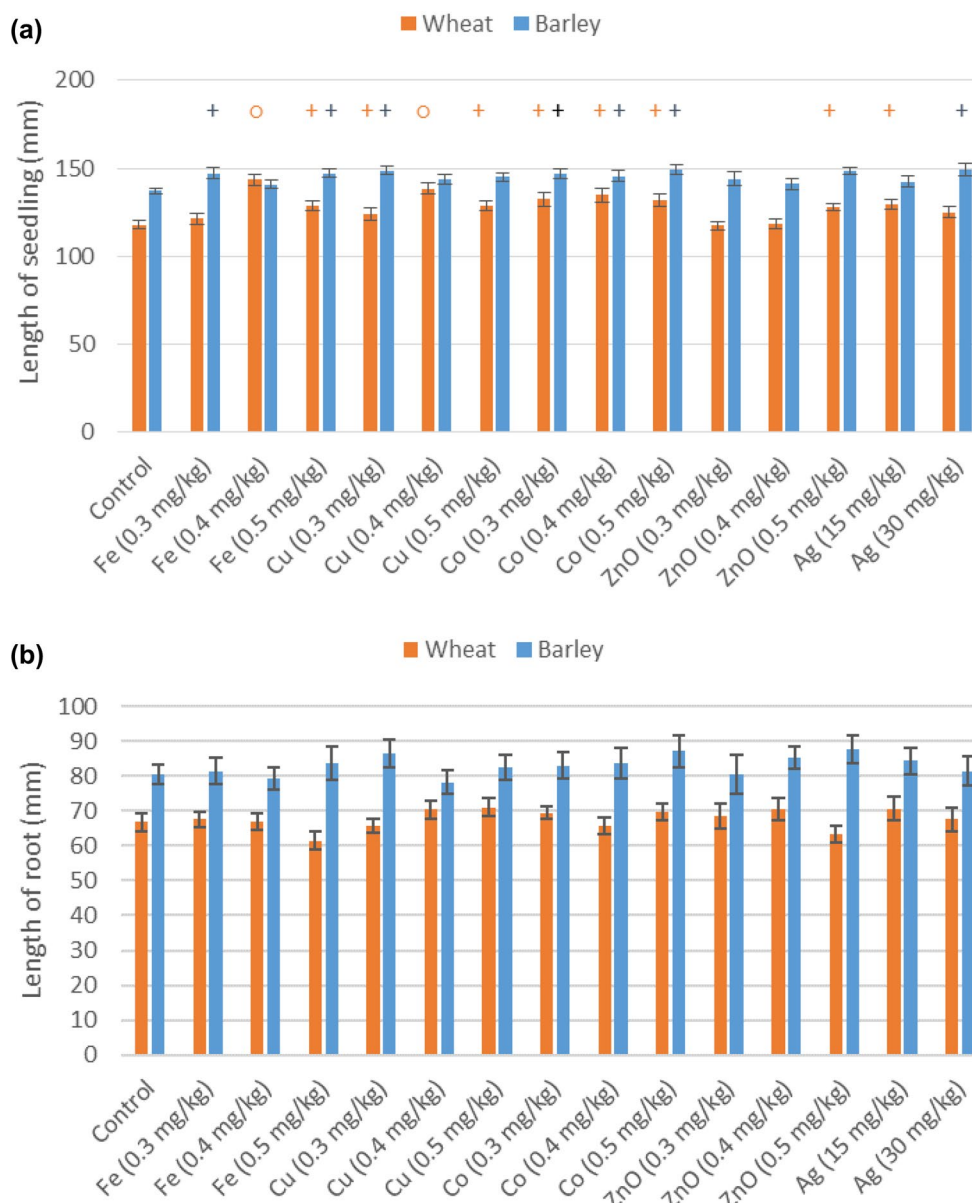 (a)
Wheat Barley
Length of seedling (mm)
200
150
100
50
0
+ ○ + + + + ○ + + + + + + + + + +
Control
Fe (0.3 mg/kg)
Fe (0.4 mg/kg)
Fe (0.5 mg/kg)
Cu (0.3 mg/kg)
Cu (0.4 mg/kg)
Cu (0.5 mg/kg)
Co (0.3 mg/kg)
Co (0.4 mg/kg)
Co (0.5 mg/kg)
ZnO (0.3 mg/kg)
ZnO (0.4 mg/kg)
ZnO (0.5 mg/kg)
Ag (15 mg/kg)
Ag (30 mg/kg)
(b)
Wheat Barley
Length of root (mm)
100
90
80
70
60
50
40
30
20
10
0
Control
Fe (0.3 mg/kg)
Fe (0.4 mg/kg)
Fe (0.5 mg/kg)
Cu (0.3 mg/kg)
Cu (0.4 mg/kg)
Cu (0.5 mg/kg)
Co (0.3 mg/kg)
Co (0.4 mg/kg)
Co (0.5 mg/kg)
ZnO (0.3 mg/kg)
ZnO (0.4 mg/kg)
ZnO (0.5 mg/kg)
Ag (15 mg/kg)
Ag (30 mg/kg)